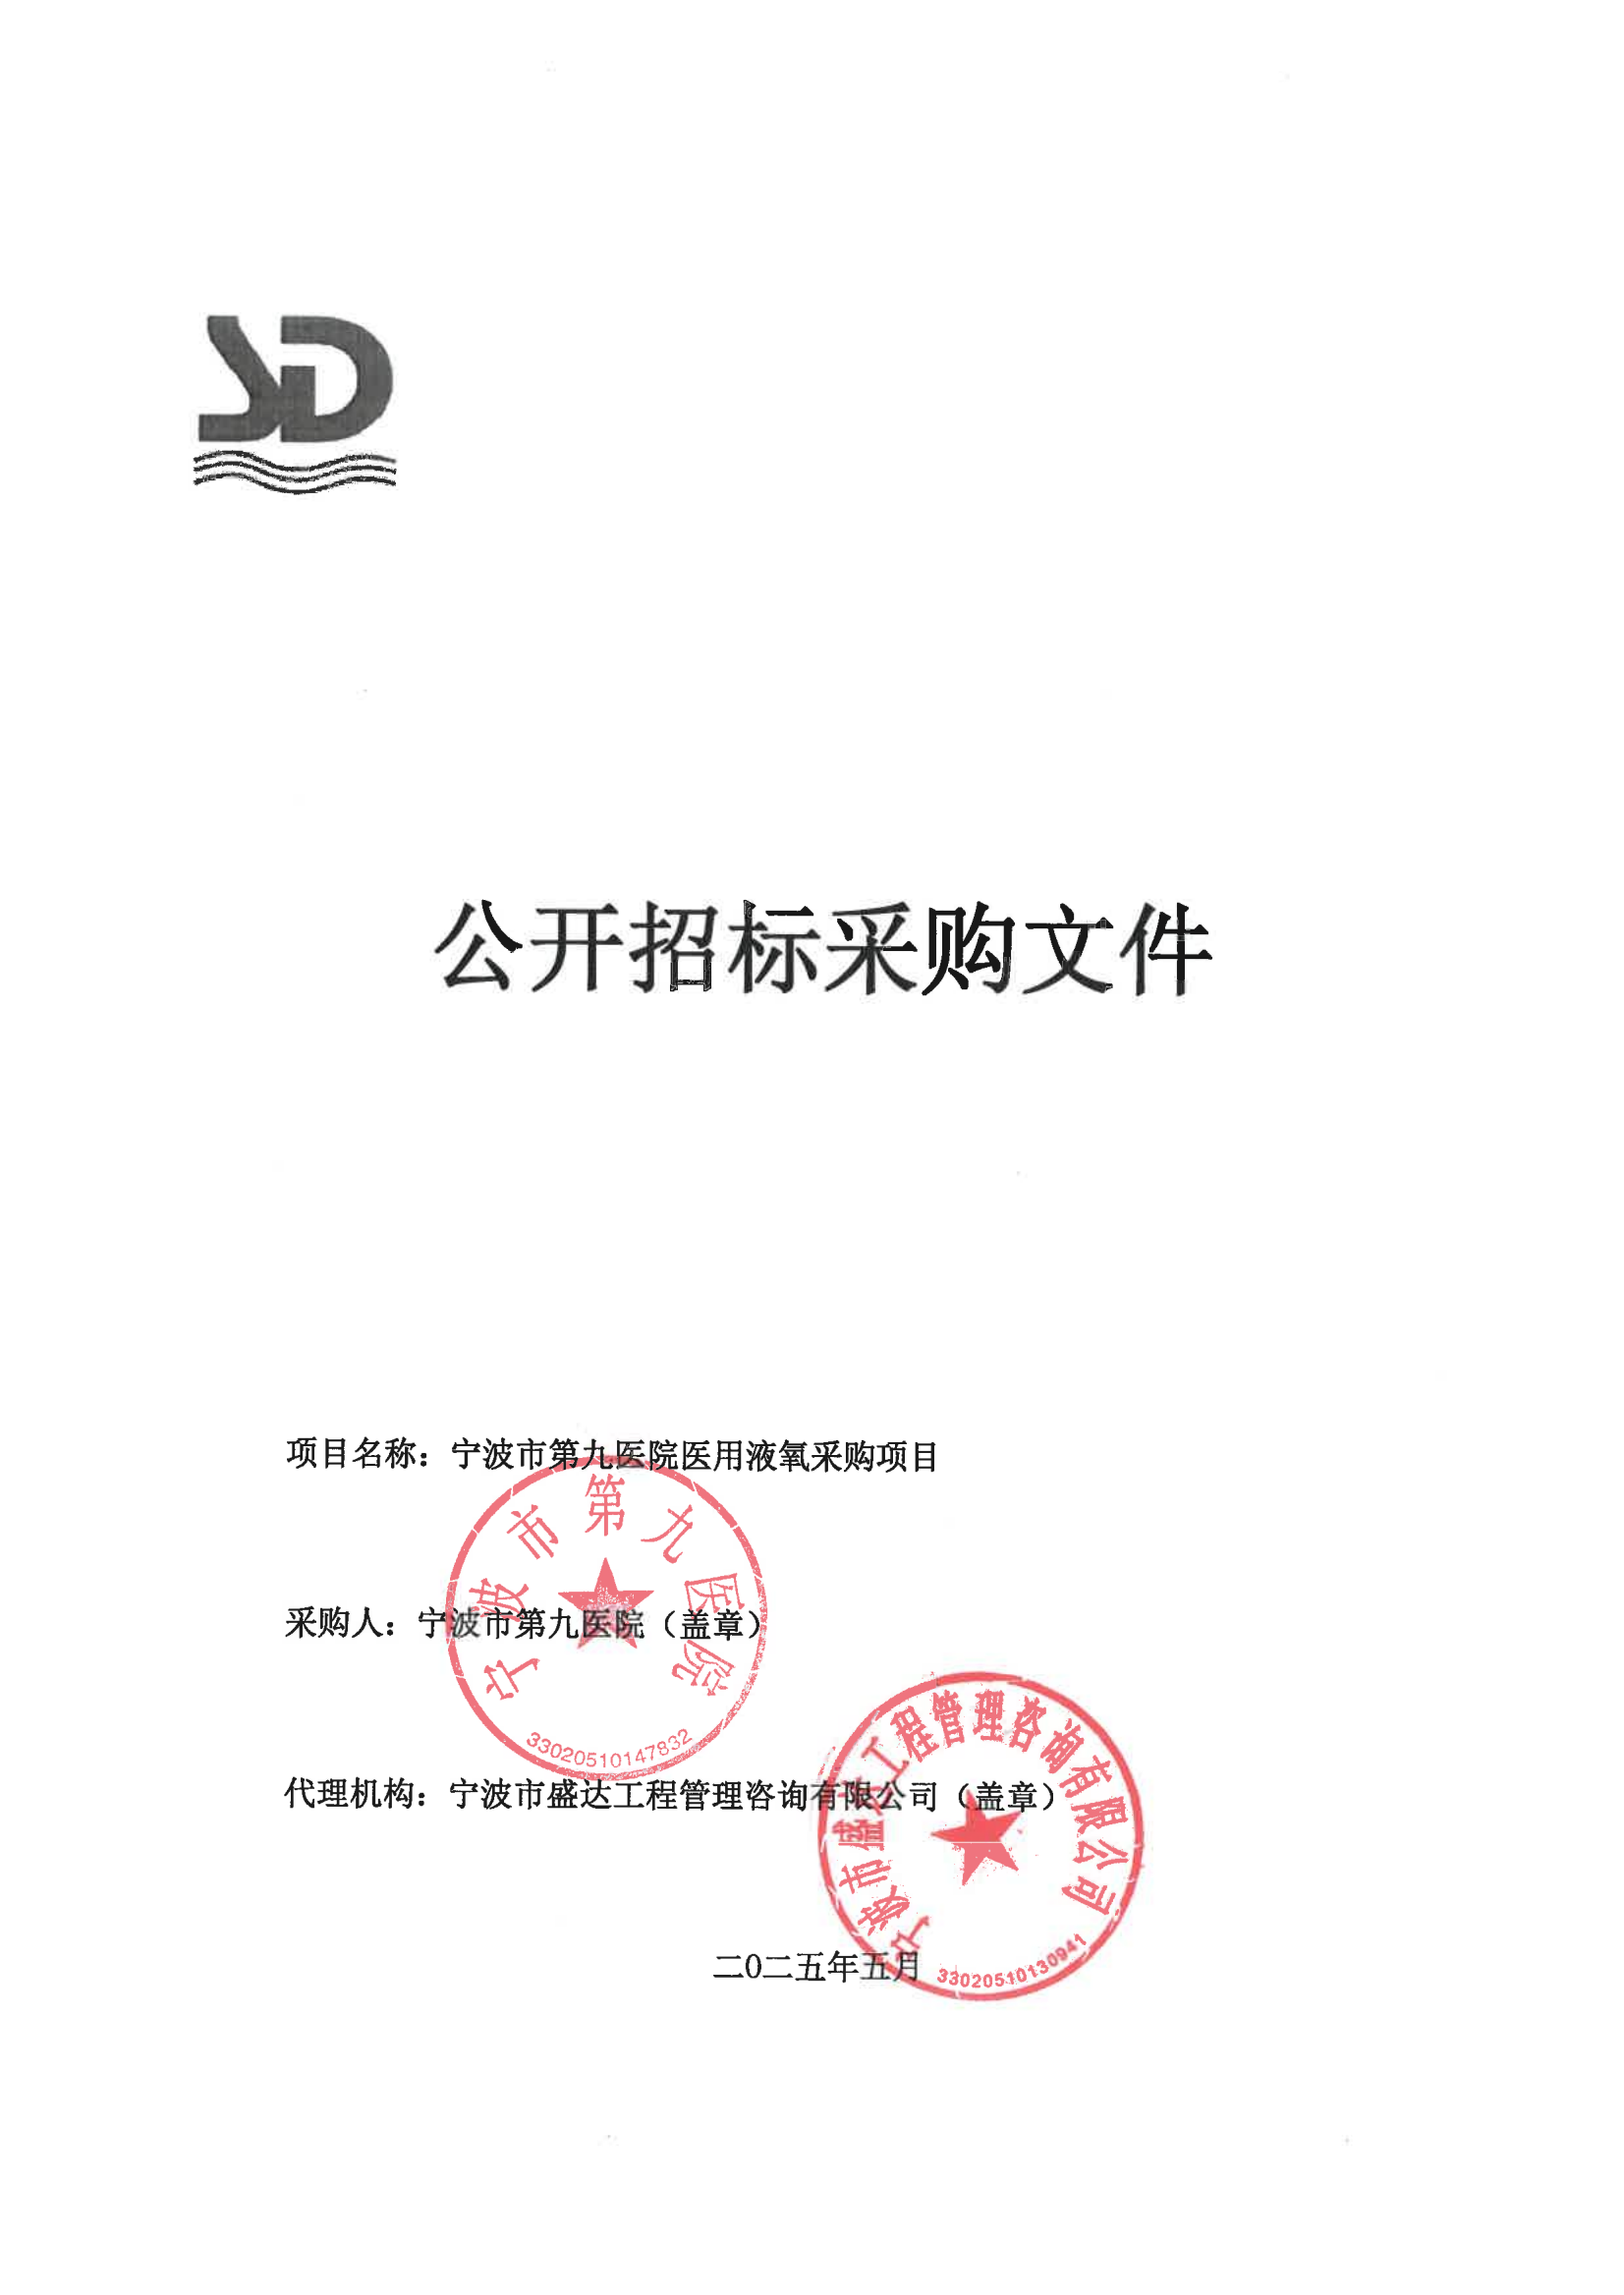 SD
公开招标采购文件
项目名称：宁波市第九医院医用液氧采购项目
宁波市第九医院
采购人：宁波市第九医院（盖章）
33020510147832
宁波市盛达工程管理咨询有限公司
代理机构：宁波市盛达工程管理咨询有限公司（盖章）
二0二五年五月
33020510130941